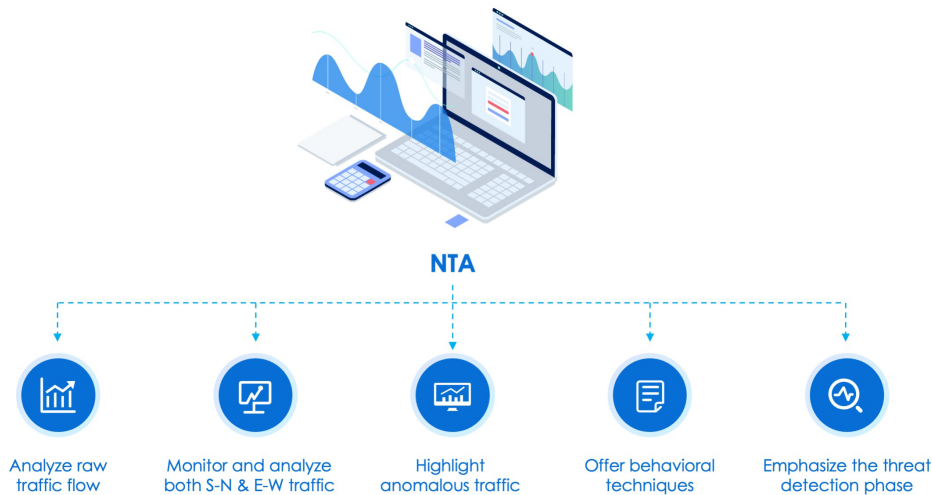 NTA
Analyze raw
traffic flow
Monitor and analyze
both S-N & E-W traffic
Highlight
anomalous traffic
Offer behavioral
techniques
Emphasize the threat
detection phase